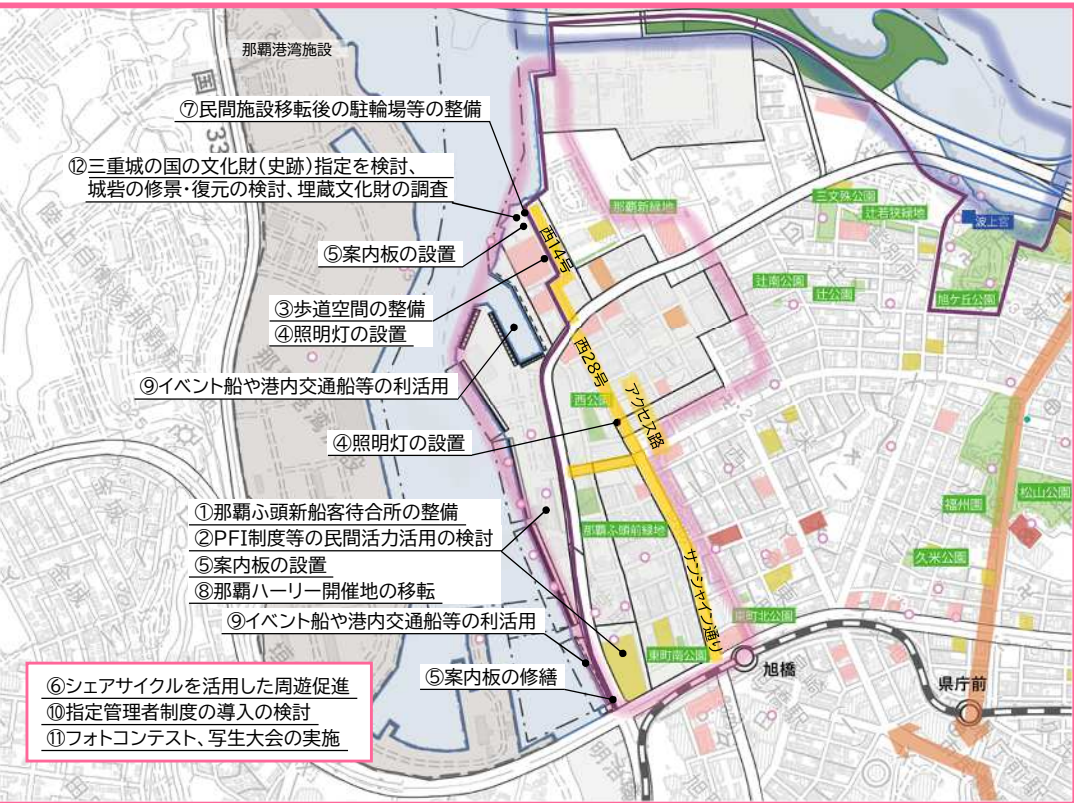 那覇港湾施設
国
33
⑦民間施設移転後の駐輪場等の整備
⑫三重城の国の文化財(史跡)指定を検討、
城砦の修景・復元の検討、埋蔵文化財の調査
⑤案内板の設置
③歩道空間の整備
④照明灯の設置
⑨イベント船や港内交通船等の利活用
④照明灯の設置
西14号
西28号
アクセス路
サンシャイン通り
那覇新緑地
三文殊公園
辻若狭緑地
波上宮
辻南公園
辻公園
旭ケ丘公園
西公園
那覇ふ頭前緑地
福州園
松山公園
久米公園
東町北公園
東町南公園
旭橋
県庁前
①那覇ふ頭新船客待合所の整備
②PFI制度等の民間活力活用の検討
⑤案内板の設置
⑧那覇ハーリー開催地の移転
⑨イベント船や港内交通船等の利活用
⑤案内板の修繕
⑥シェアサイクルを活用した周遊促進
⑩指定管理者制度の導入の検討
⑪フォトコンテスト、写生大会の実施